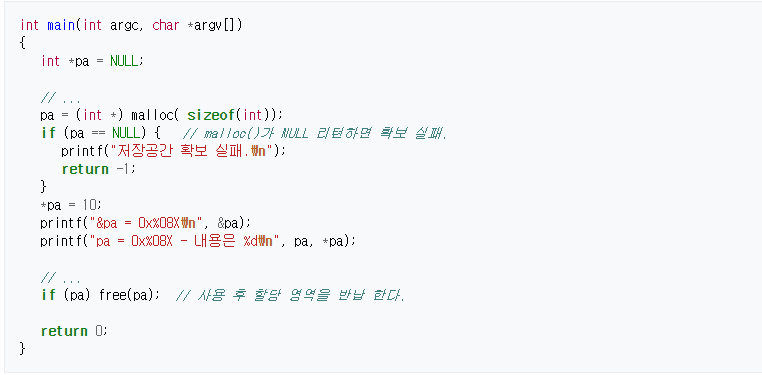 int main(int argc, char *argv[])
{
int *pa = NULL;
// ...
pa = (int *) malloc( sizeof(int));
if (pa == NULL) { // malloc()가 NULL 리턴하면 확보 실패.
printf("저장공간 확보 실패.₩n");
return -1;
}
*pa = 10;
printf("&pa = 0x%08X₩n", &pa);
printf("pa = 0x%08X - 내용은 %d₩n", pa, *pa);
// ...
if (pa) free(pa); // 사용 후 할당 영역을 반납 한다.
return 0;
}